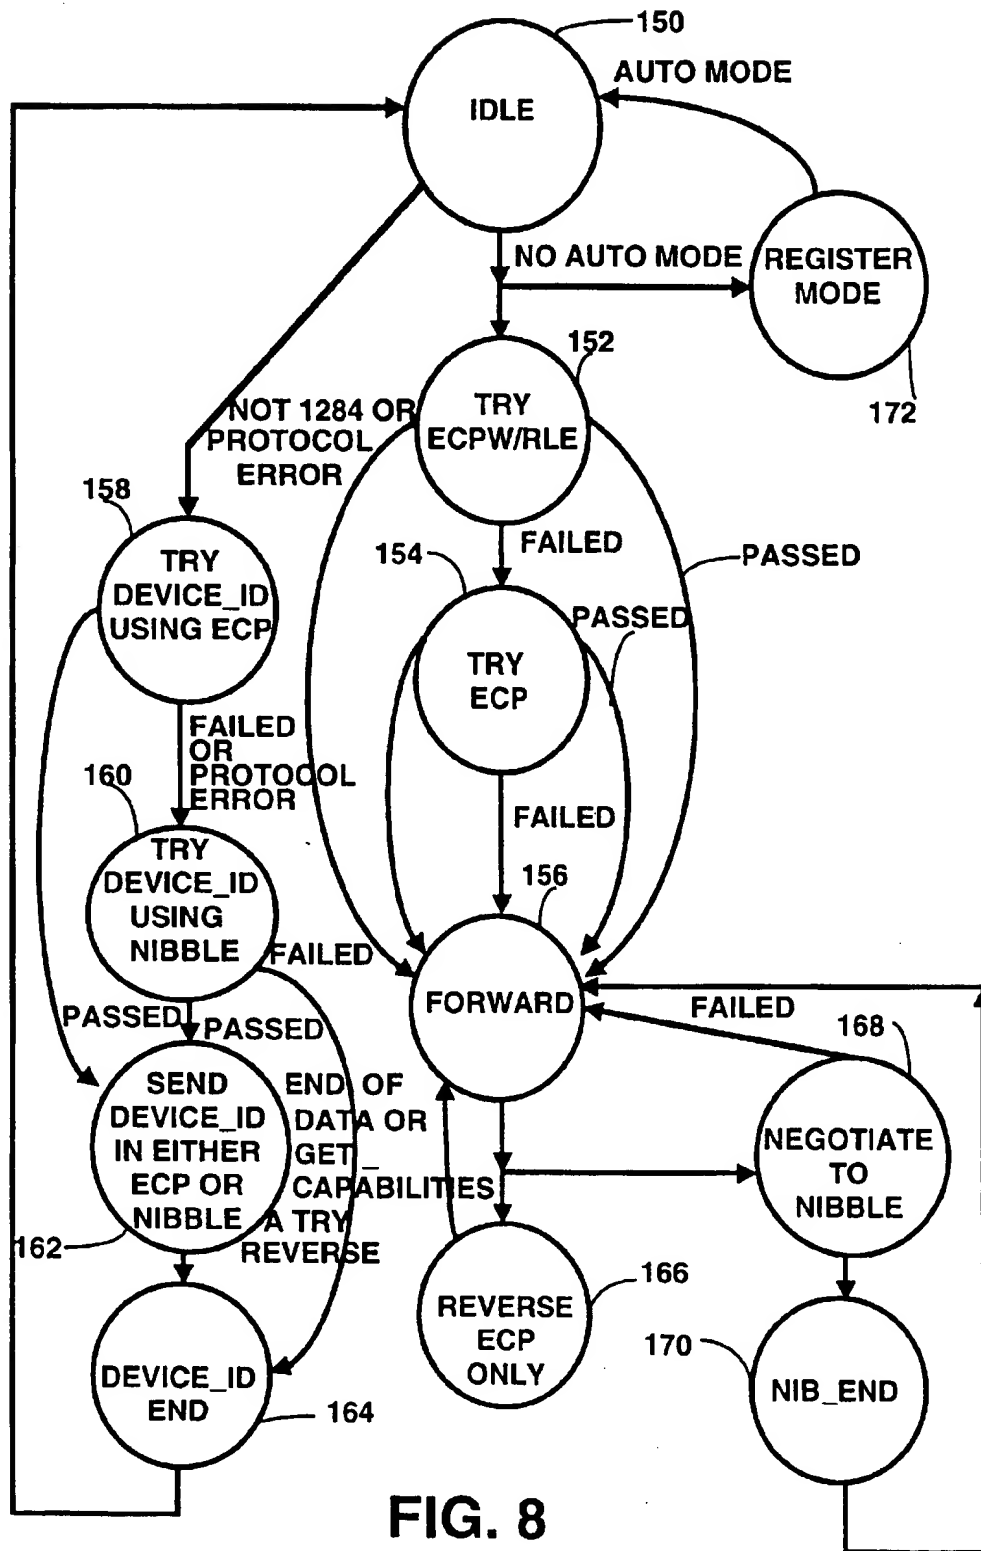 150
AUTO MODE
IDLE
NO AUTO MODE
REGISTER
MODE
172
152
TRY
ECPW/RLE
NOT 1284 OR
PROTOCOL
ERROR
158
TRY
DEVICE_ID
USING ECP
FAILED
154
PASSED
PASSED
TRY
ECP
FAILED
OR
PROTOCOL
ERROR
160
TRY
DEVICE_ID
USING
NIBBLE
FAILED
FAILED
156
FORWARD
FAILED
168
PASSED
PASSED
SEND
DEVICE_ID
IN EITHER
ECP OR
NIBBLE
162
END_OF
DATA OR
GET_
CAPABILITIES
A TRY
REVERSE
NEGOTIATE
TO
NIBBLE
166
REVERSE
ECP
ONLY
170
NIB_END
DEVICE_ID
END
164
FIG. 8